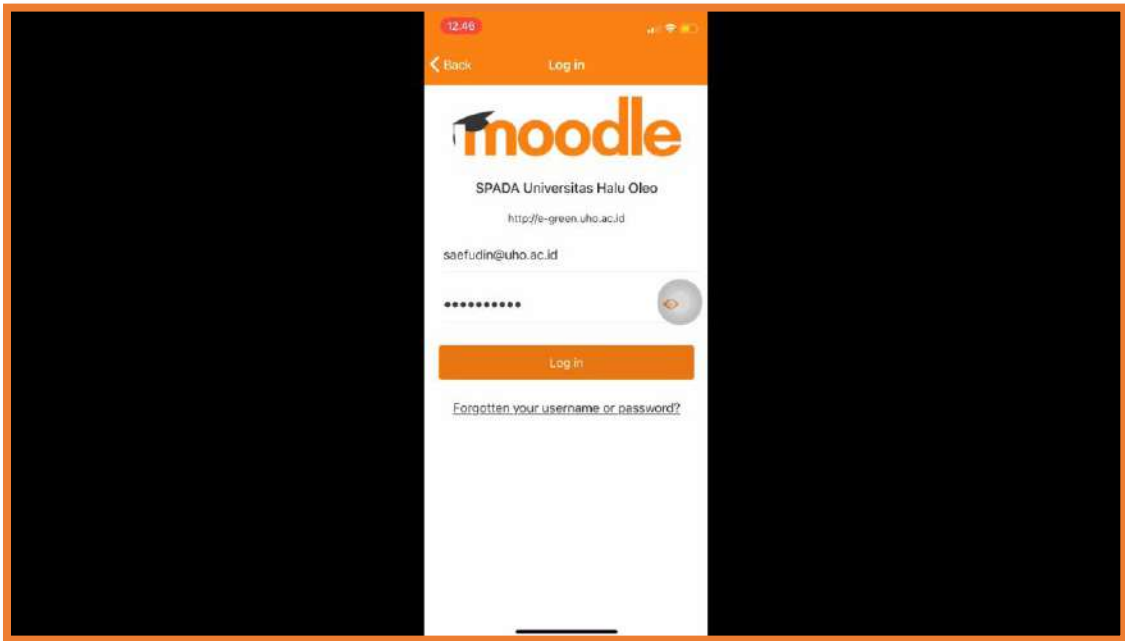 12.46
Back
Log in
moodle
SPADA Universitas Halu Oleo
http://e-green.uho.ac.id
saefudin@uho.ac.id
••••••••••
Log in
Forgotten your username or password?